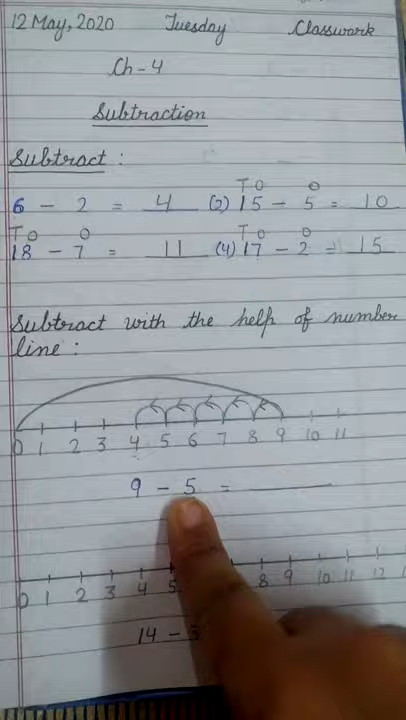 12 May, 2020 Tuesday Classwork
Ch-4
Subtraction
Subtract :
T O O
6 - 2 = 4 (2) 15 - 5 = 10
T O O T O O
18 - 7 = 11 (4) 17 - 2 = 15
Subtract with the help of number
line :
0 1 2 3 4 5 6 7 8 9 10 11
9 - 5 =
0 1 2 3 4 5 8 9 10 11 12
14 -